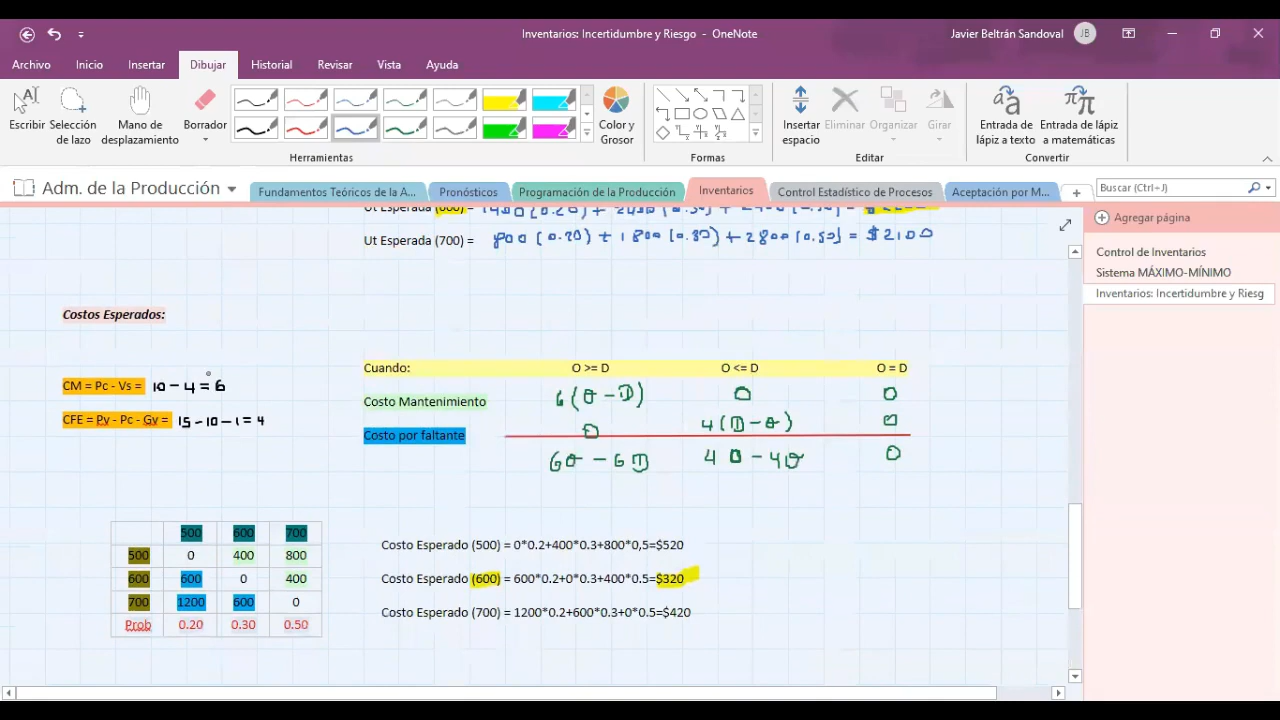 Inventarios: Incertidumbre y Riesgo - OneNote
Javier Beltrán Sandoval
JB
Archivo Inicio Insertar Dibujar Historial Revisar Vista Ayuda
Escribir
Selección de lazo
Mano de desplazamiento
Borrador
Color y Grosor
Insertar espacio
Eliminar
Organizar
Girar
Entrada de lápiz a texto
Entrada de lápiz a matemáticas
Herramientas Formas Editar Convertir
Adm. de la Producción
Fundamentos Teóricos de la A...
Pronósticos
Programación de la Producción
Inventarios
Control Estadístico de Procesos
Aceptación por M...
Buscar (Ctrl+J)
Agregar página
Control de Inventarios
Sistema MÁXIMO-MÍNIMO
Inventarios: Incertidumbre y Riesg
Ut Esperada (600) =
Ut Esperada (700) = 800 (0.20) + 1800 (0.30) + 2800 (0.50) = $2100
Costos Esperados:
CM = Pc - Vs = 10 - 4 = 6
CFE = Pv - Pc - Gv = 15 - 10 - 1 = 4
Cuando: O >= D O <= D O = D
Costo Mantenimiento 6 (O - D) 0 0
Costo por faltante 0 4 (D - O) 0
6O - 6D 4D - 4O 0
500 600 700
500 0 400 800
600 600 0 400
700 1200 600 0
Prob 0.20 0.30 0.50
Costo Esperado (500) = 0*0.2+400*0.3+800*0,5=$520
Costo Esperado (600) = 600*0.2+0*0.3+400*0.5=$320
Costo Esperado (700) = 1200*0.2+600*0.3+0*0.5=$420